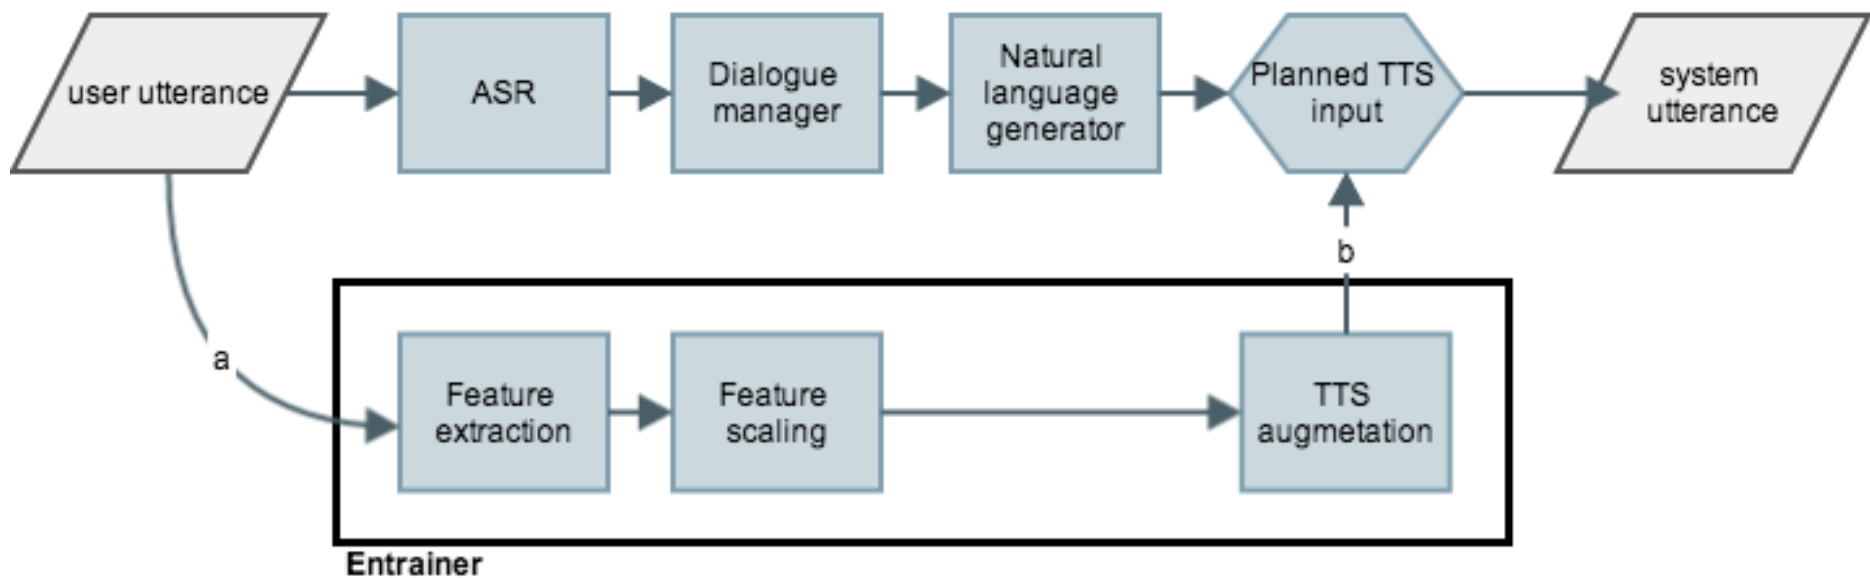 user utterance
ASR
Dialogue
manager
Natural
language
generator
Planned TTS
input
system
utterance
a
b
Feature
extraction
Feature
scaling
TTS
augmetation
Entrainer